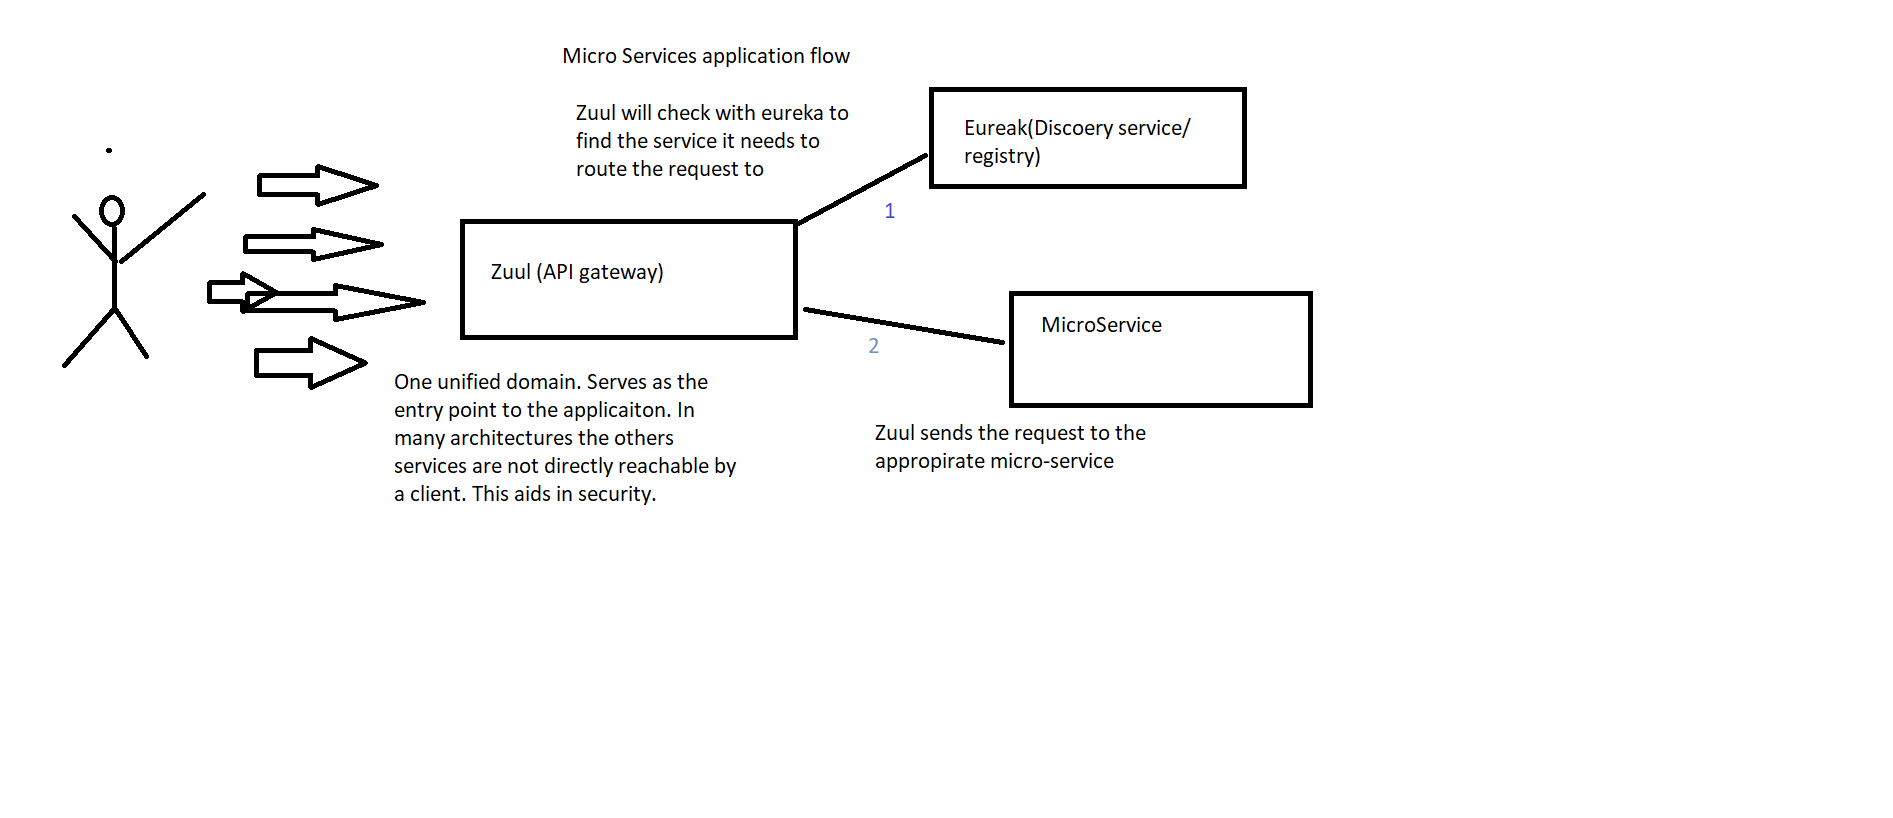 Micro Services application flow
Zuul will check with eureka to
find the service it needs to
route the request to
Eureak(Discoery service/
registry)
1
Zuul (API gateway)
2
MicroService
One unified domain. Serves as the
entry point to the applicaiton. In
many architectures the others
services are not directly reachable by
a client. This aids in security.
Zuul sends the request to the
appropirate micro-service